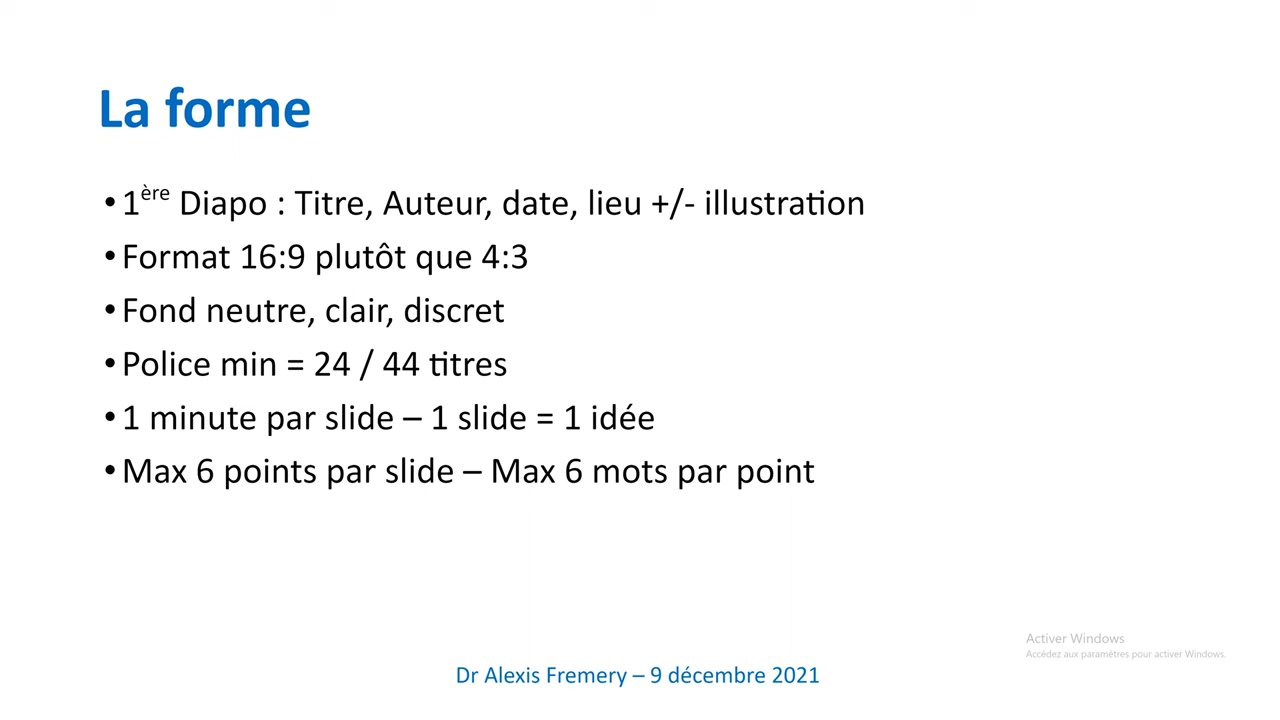 La forme
• 1ère Diapo : Titre, Auteur, date, lieu +/- illustration
• Format 16:9 plutôt que 4:3
• Fond neutre, clair, discret
• Police min = 24 / 44 titres
• 1 minute par slide – 1 slide = 1 idée
• Max 6 points par slide – Max 6 mots par point
Activer Windows
Accédez aux paramètres pour activer Windows.
Dr Alexis Fremery – 9 décembre 2021